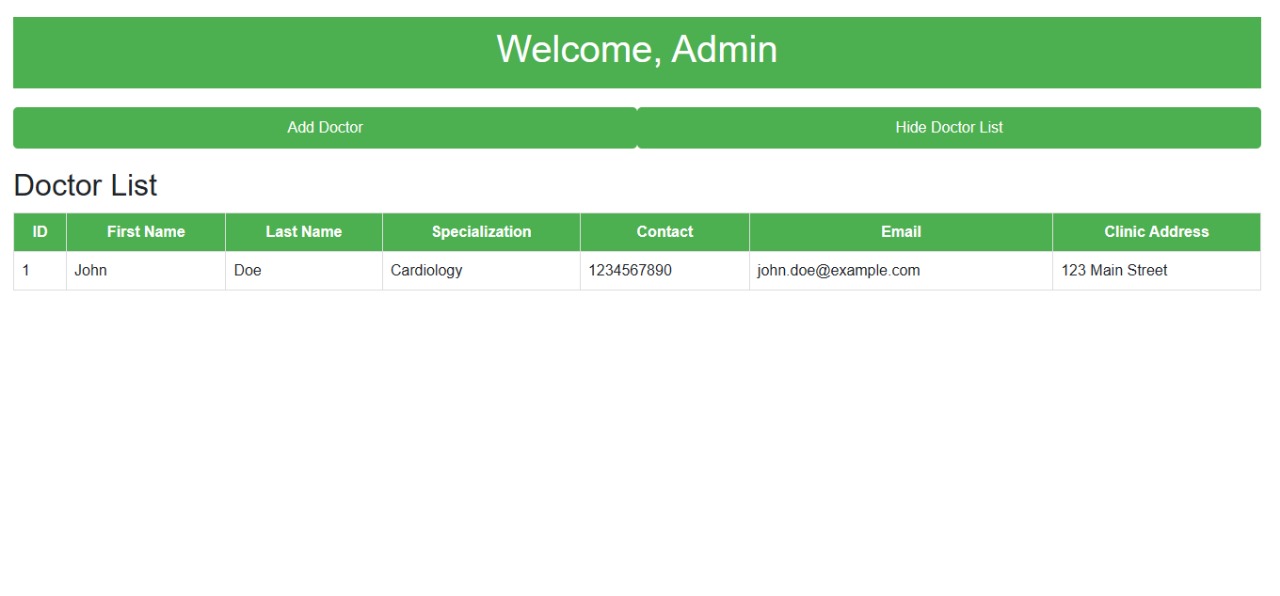 Welcome, Admin
Add Doctor Hide Doctor List
Doctor List
ID First Name Last Name Specialization Contact Email Clinic Address
1 John Doe Cardiology 1234567890 john.doe@example.com 123 Main Street